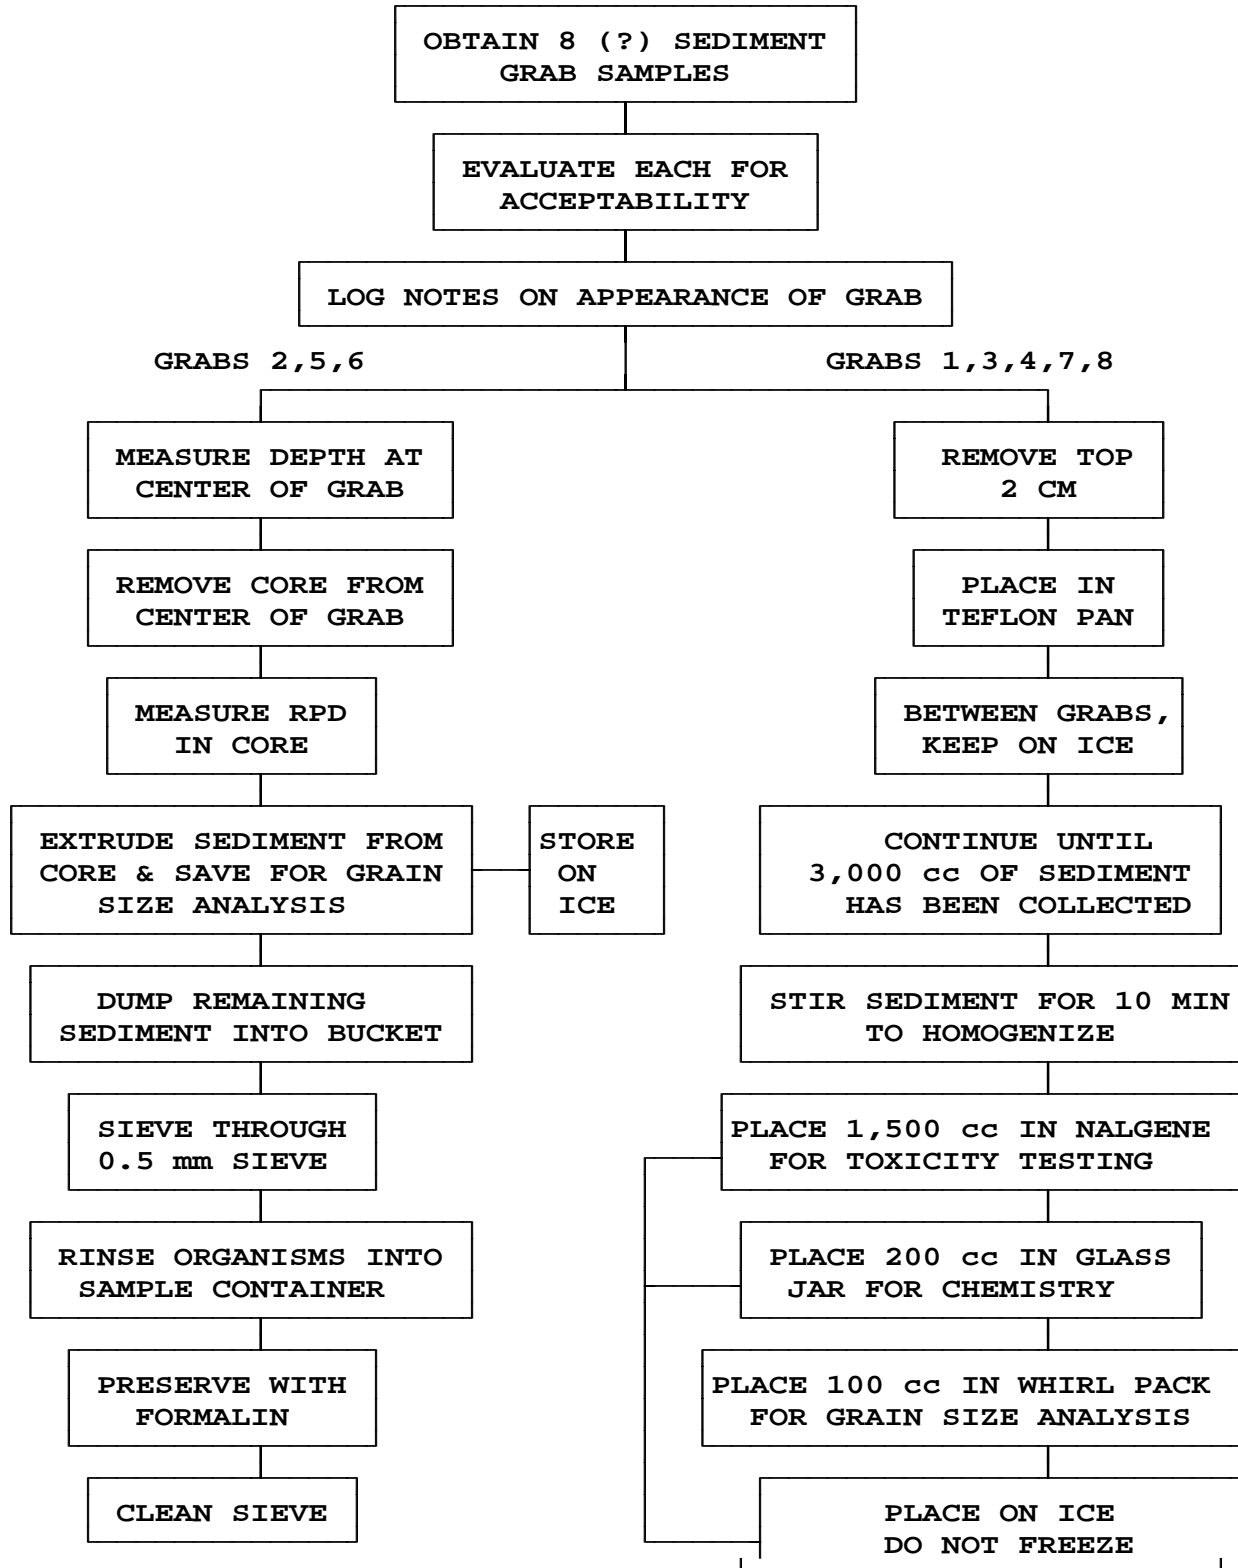 OBTAIN 8 (?) SEDIMENT
GRAB SAMPLES
EVALUATE EACH FOR
ACCEPTABILITY
LOG NOTES ON APPEARANCE OF GRAB
GRABS 2,5,6
MEASURE DEPTH AT
CENTER OF GRAB
REMOVE CORE FROM
CENTER OF GRAB
MEASURE RPD
IN CORE
EXTRUDE SEDIMENT FROM
CORE & SAVE FOR GRAIN
SIZE ANALYSIS
STORE
ON
ICE
DUMP REMAINING
SEDIMENT INTO BUCKET
SIEVE THROUGH
0.5 mm SIEVE
RINSE ORGANISMS INTO
SAMPLE CONTAINER
PRESERVE WITH
FORMALIN
CLEAN SIEVE
GRABS 1,3,4,7,8
REMOVE TOP
2 CM
PLACE IN
TEFLON PAN
BETWEEN GRABS,
KEEP ON ICE
CONTINUE UNTIL
3,000 cc OF SEDIMENT
HAS BEEN COLLECTED
STIR SEDIMENT FOR 10 MIN
TO HOMOGENIZE
PLACE 1,500 cc IN NALGENE
FOR TOXICITY TESTING
PLACE 200 cc IN GLASS
JAR FOR CHEMISTRY
PLACE 100 cc IN WHIRL PACK
FOR GRAIN SIZE ANALYSIS
PLACE ON ICE
DO NOT FREEZE